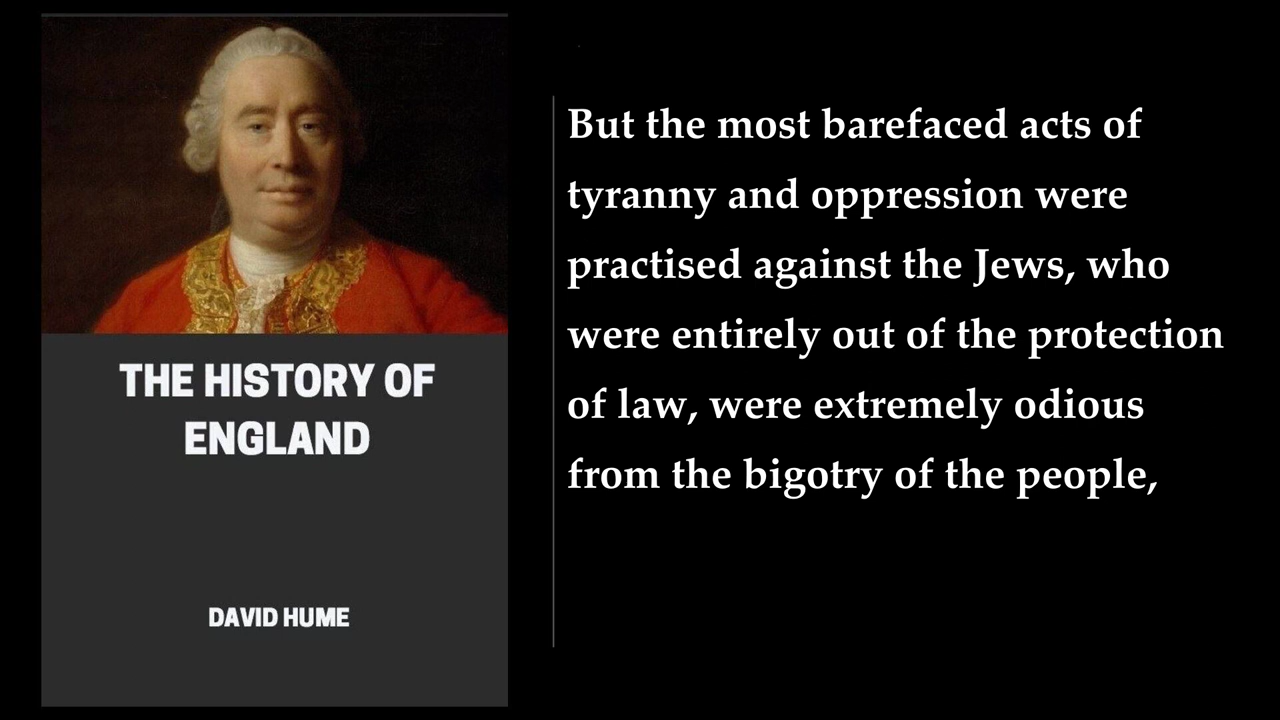 THE HISTORY OF
ENGLAND
DAVID HUME
But the most barefaced acts of
tyranny and oppression were
practised against the Jews, who
were entirely out of the protection
of law, were extremely odious
from the bigotry of the people,